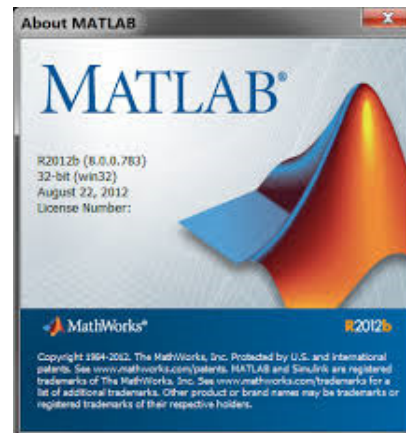 About MATLAB
MATLAB®
R2012b (8.0.0.783)
32-bit (win32)
August 22, 2012
License Number:
MathWorks®
R2012b
Copyright 1984-2012. The MathWorks, Inc. Protected by U.S. and international
patents. See www.mathworks.com/patents. MATLAB and Simulink are registered
trademarks of The MathWorks, Inc. See www.mathworks.com/trademarks for a
list of additional trademarks. Other product or brand names may be trademarks or
registered trademarks of their respective holders.